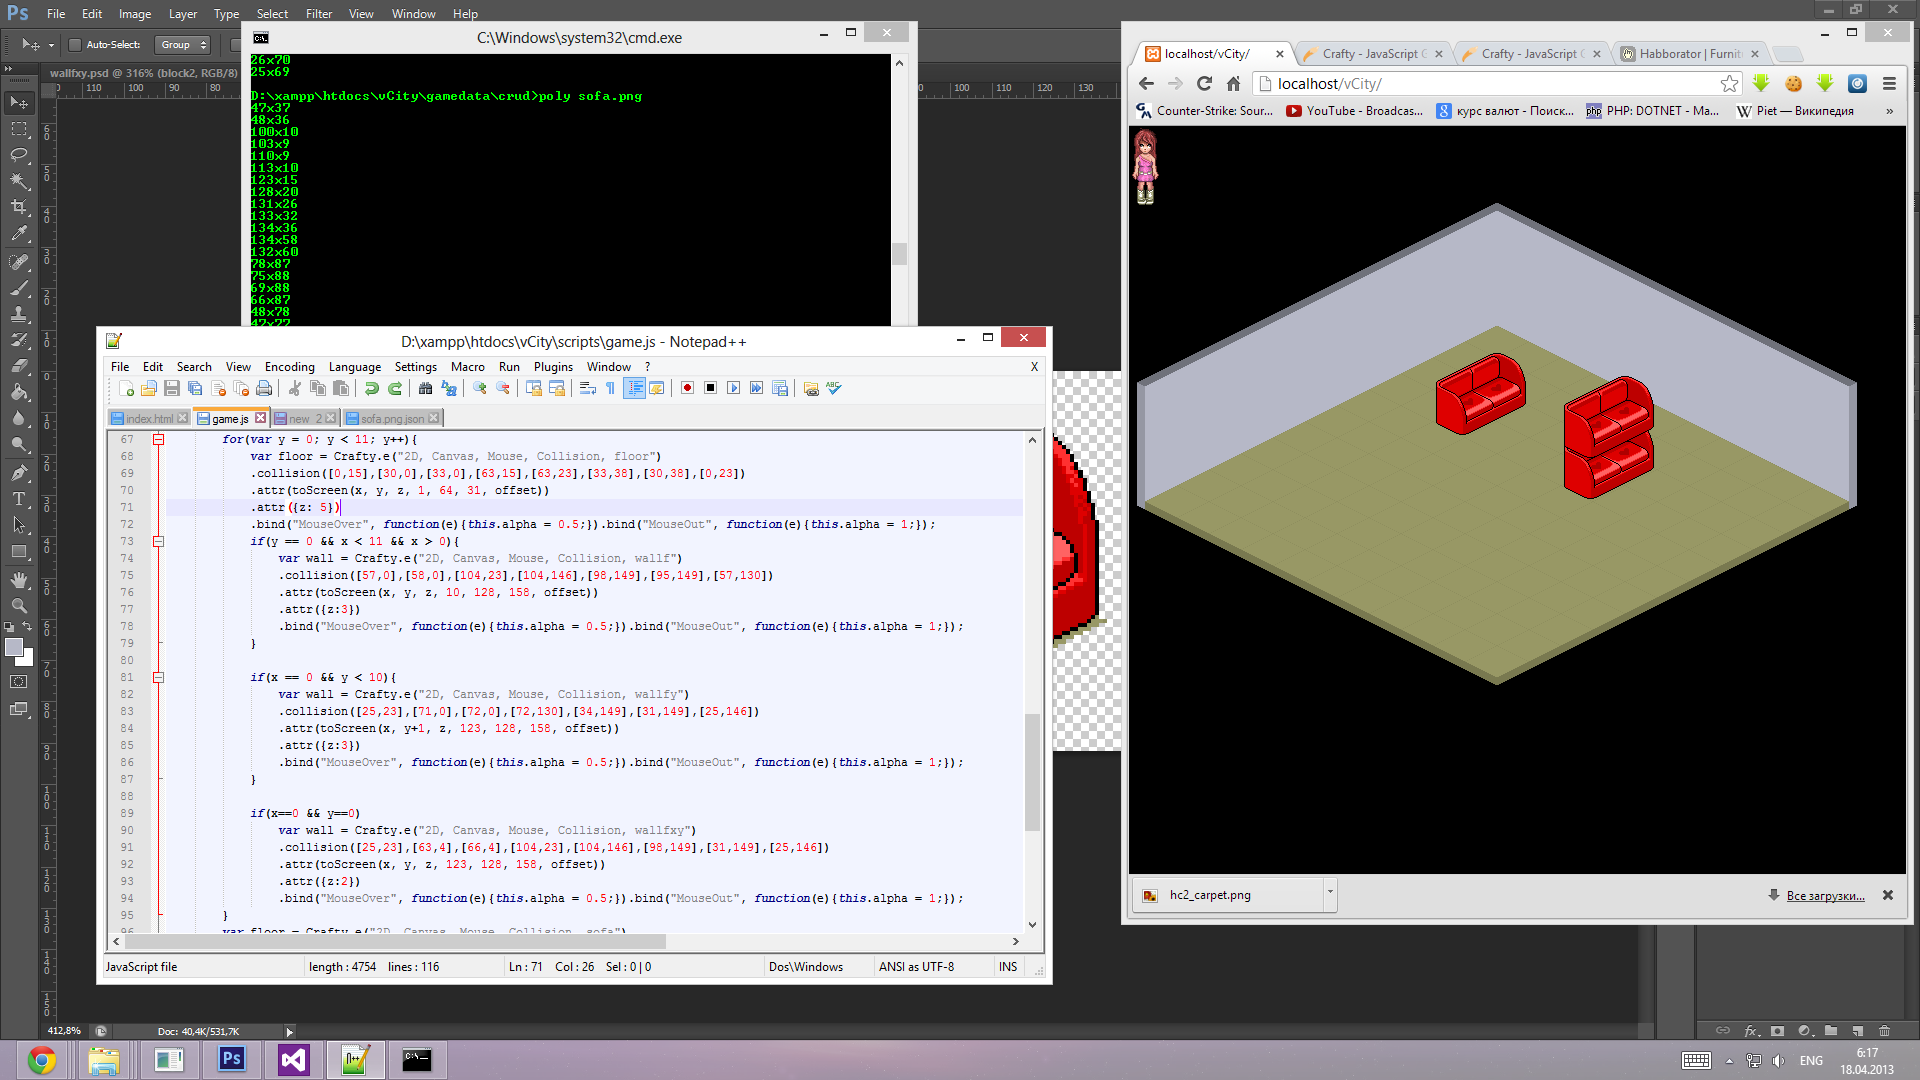 Ps File Edit Image Layer Type Select Filter View Window Help
Auto-Select: Group
wallfxy.psd @ 316% (block2, RGB/8)
110 100 90 80
100 110 120 130
C:\Windows\system32\cmd.exe
26x70
25x69
D:\xampp\htdocs\vCity\gamedata\crud>poly sofa.png
47x37
48x36
100x10
103x9
110x9
113x10
123x15
128x20
131x26
133x32
134x36
134x58
132x60
78x87
75x88
69x88
66x87
48x78
47x77
D:\xampp\htdocs\vCity\scripts\game.js - Notepad++
File Edit Search View Encoding Language Settings Macro Run Plugins Window ? X
index.html game.js new 2 sofa.png.json
67 for(var y = 0; y < 11; y++){
68 var floor = Crafty.e("2D, Canvas, Mouse, Collision, floor")
69 .collision([0,15],[30,0],[33,0],[63,15],[63,23],[33,38],[30,38],[0,23])
70 .attr(toScreen(x, y, z, 1, 64, 31, offset))
71 .attr({z: 5})
72 .bind("MouseOver", function(e){this.alpha = 0.5;}).bind("MouseOut", function(e){this.alpha = 1;});
73 if(y == 0 && x < 11 && x > 0){
74 var wall = Crafty.e("2D, Canvas, Mouse, Collision, wallf")
75 .collision([57,0],[58,0],[104,23],[104,146],[98,149],[95,149],[57,130])
76 .attr(toScreen(x, y, z, 10, 128, 158, offset))
77 .attr({z:3})
78 .bind("MouseOver", function(e){this.alpha = 0.5;}).bind("MouseOut", function(e){this.alpha = 1;});
79 }
80
81 if(x == 0 && y < 10){
82 var wall = Crafty.e("2D, Canvas, Mouse, Collision, wallfy")
83 .collision([25,23],[71,0],[72,0],[72,130],[34,149],[31,149],[25,146])
84 .attr(toScreen(x, y+1, z, 123, 128, 158, offset))
85 .attr({z:3})
86 .bind("MouseOver", function(e){this.alpha = 0.5;}).bind("MouseOut", function(e){this.alpha = 1;});
87 }
88
89 if(x==0 && y==0)
90 var wall = Crafty.e("2D, Canvas, Mouse, Collision, wallfxy")
91 .collision([25,23],[63,4],[66,4],[104,23],[104,146],[98,149],[31,149],[25,146])
92 .attr(toScreen(x, y, z, 123, 128, 158, offset))
93 .attr({z:2})
94 .bind("MouseOver", function(e){this.alpha = 0.5;}).bind("MouseOut", function(e){this.alpha = 1;});
95 }
96 var floor = Crafty.e("2D, Canvas, Mouse, Collision, sofa")
JavaScript file length : 4754 lines : 116 Ln : 71 Col : 26 Sel : 0 | 0 Dos\Windows ANSI as UTF-8 INS
412,8% Doc: 40,4K/531,7K
localhost/vCity/ Crafty - JavaScript G Crafty - JavaScript G Habborator | Furnit
localhost/vCity/
Counter-Strike: Sour... YouTube - Broadcas... курс валют - Поиск... PHP: DOTNET - Ma... Piet — Википедия »
hc2_carpet.png Все загрузки...
ENG 6:17
18.04.2013